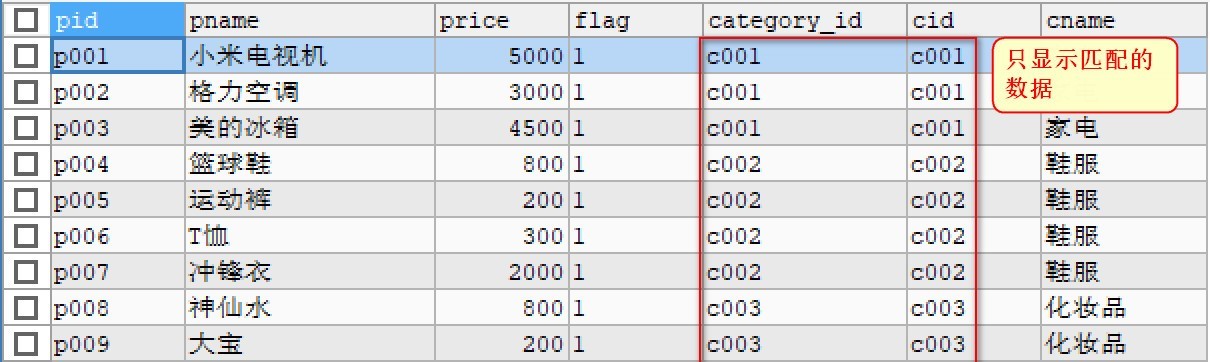 pid pname price flag category_id cid cname
p001 小米电视机 5000 1 c001 c001
p002 格力空调 3000 1 c001 c001
p003 美的冰箱 4500 1 c001 c001 家电
p004 篮球鞋 800 1 c002 c002 鞋服
p005 运动裤 200 1 c002 c002 鞋服
p006 T恤 300 1 c002 c002 鞋服
p007 冲锋衣 2000 1 c002 c002 鞋服
p008 神仙水 800 1 c003 c003 化妆品
p009 大宝 200 1 c003 c003 化妆品
只显示匹配的
数据